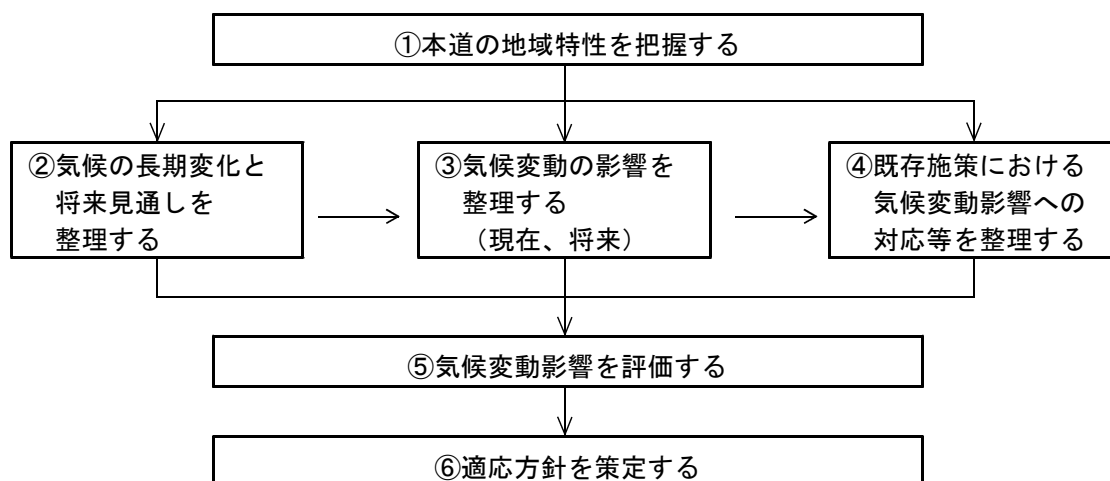 ①本道の地域特性を把握する
②気候の長期変化と
将来見通しを
整理する
③気候変動の影響を
整理する
（現在、将来）
④既存施策における
気候変動影響への
対応等を整理する
⑤気候変動影響を評価する
⑥適応方針を策定する